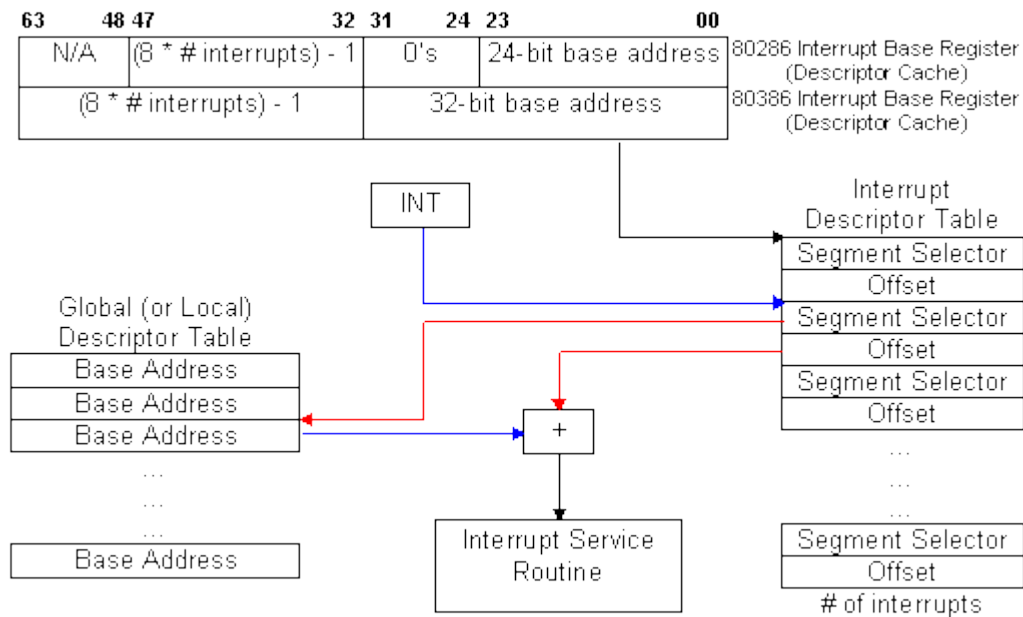 63 48 47 32 31 24 23 00
N/A (8 * # interrupts) - 1 0's 24-bit base address
80286 Interrupt Base Register
(Descriptor Cache)
(8 * # interrupts) - 1 32-bit base address
80386 Interrupt Base Register
(Descriptor Cache)
INT
Interrupt
Descriptor Table
Segment Selector
Offset
Segment Selector
Offset
Segment Selector
Offset
...
...
...
Segment Selector
Offset
# of interrupts
Global (or Local)
Descriptor Table
Base Address
Base Address
Base Address
...
...
...
Base Address
+
Interrupt Service
Routine